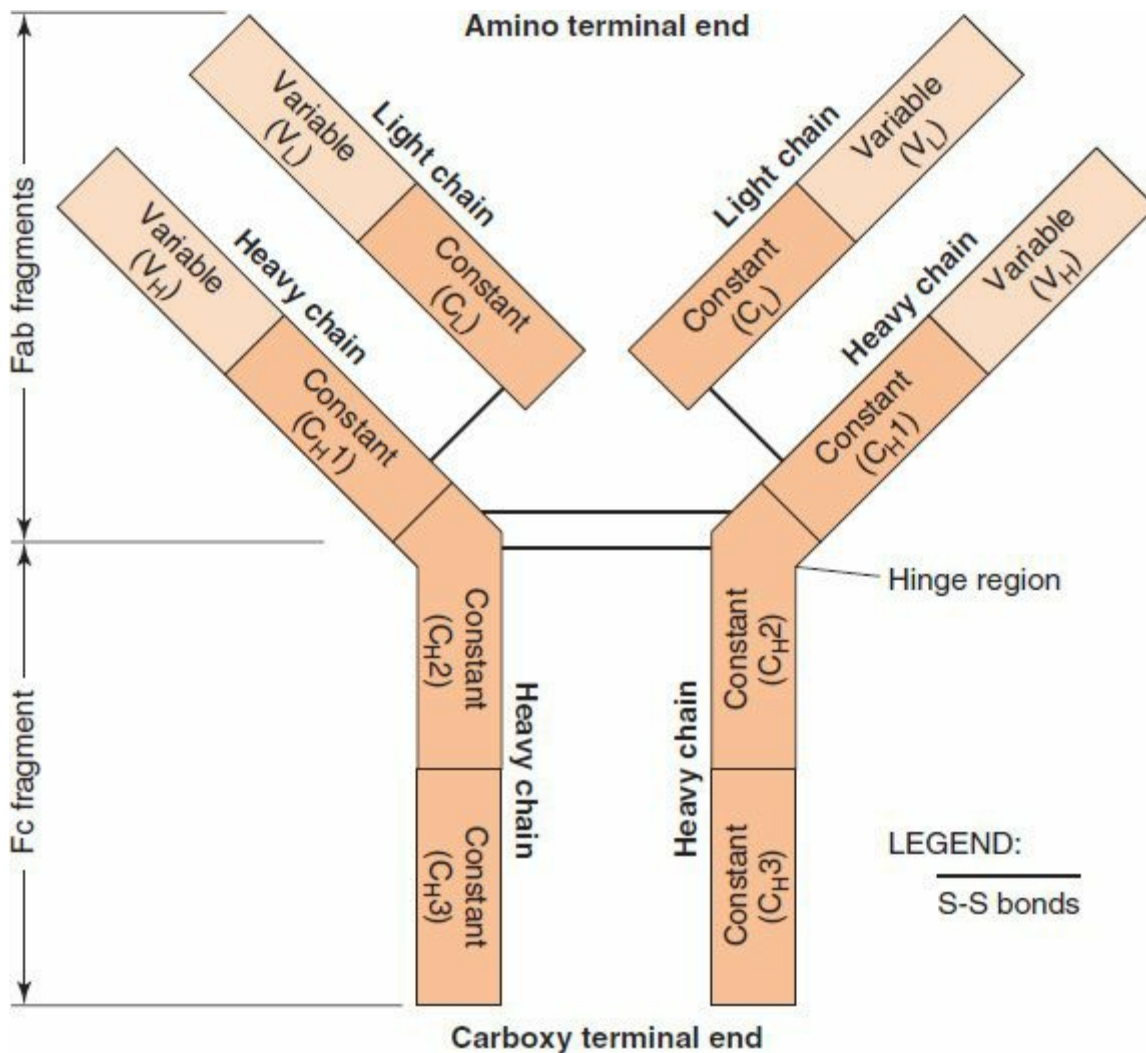 Amino terminal end
Fab fragments
Fc fragment
Variable
(VL)
Light chain
Constant
(CL)
Variable
(VH)
Heavy chain
Constant
(CH1)
Constant
(CH2)
Heavy chain
Constant
(CH3)
Light chain
Variable
(VL)
Constant
(CL)
Heavy chain
Variable
(VH)
Constant
(CH1)
Hinge region
Constant
(CH2)
Heavy chain
Constant
(CH3)
LEGEND:
S-S bonds
Carboxy terminal end